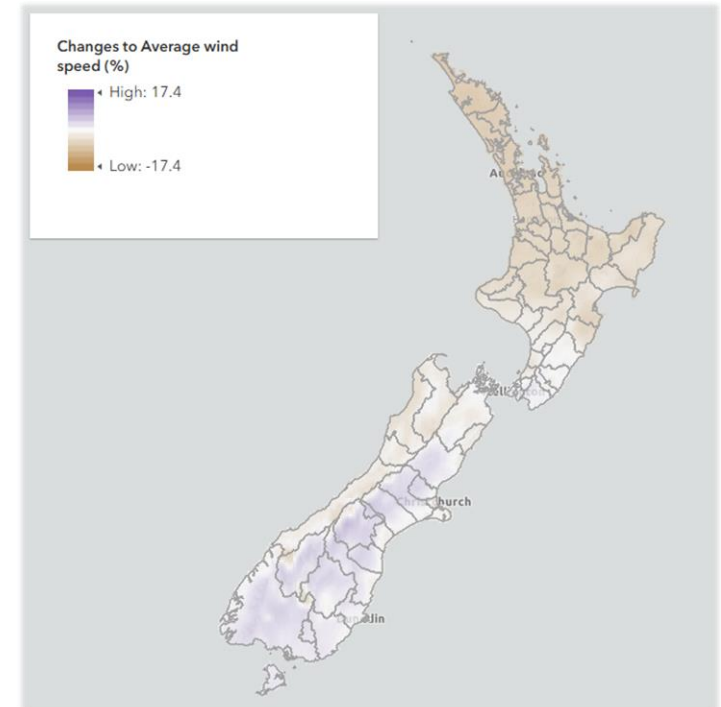 Changes to Average wind
speed (%)
High: 17.4
Low: -17.4
Christchurch